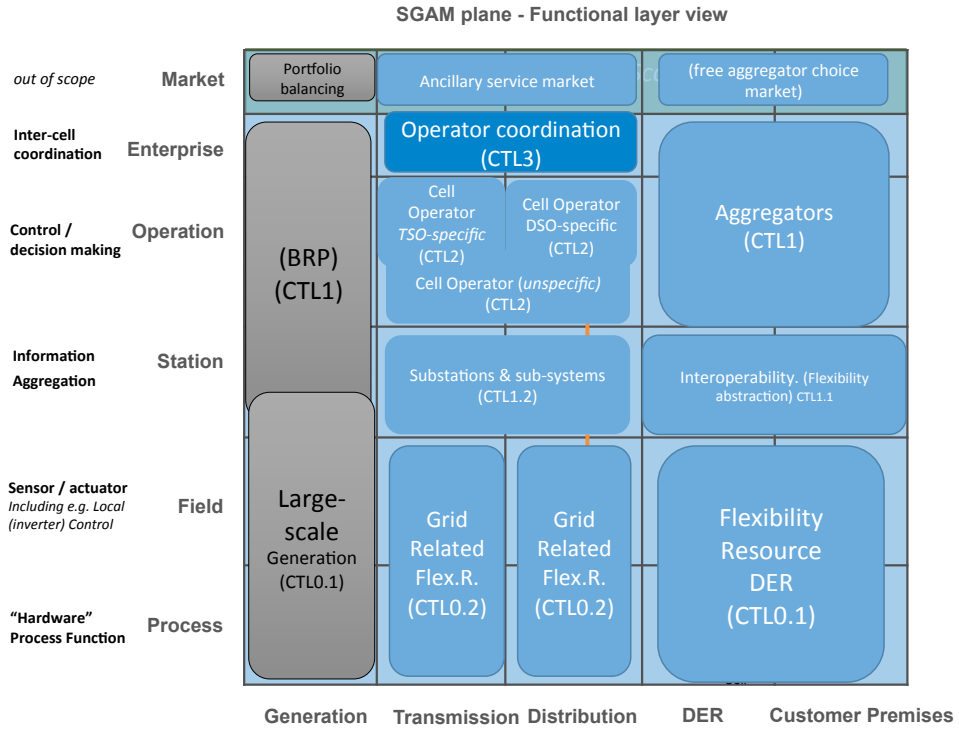 SGAM plane - Functional layer view
out of scope
Market
Portfolio
balancing
Ancillary service market
(free aggregator choice
market)
Inter-cell
coordination
Enterprise
Operator coordination
(CTL3)
Control /
decision making
Operation
(BRP)
(CTL1)
Cell
Operator
TSO-specific
(CTL2)
Cell Operator
DSO-specific
(CTL2)
Cell Operator (unspecific)
(CTL2)
Aggregators
(CTL1)
Information
Aggregation
Station
Substations & sub-systems
(CTL1.2)
Interoperability. (Flexibility
abstraction) CTL1.1
Sensor / actuator
Including e.g. Local
(inverter) Control
Field
Large-
scale
Generation
(CTL0.1)
Grid
Related
Flex.R.
(CTL0.2)
Grid
Related
Flex.R.
(CTL0.2)
Flexibility
Resource
DER
(CTL0.1)
“Hardware”
Process Function
Process
Generation
Transmission
Distribution
DER
Customer Premises